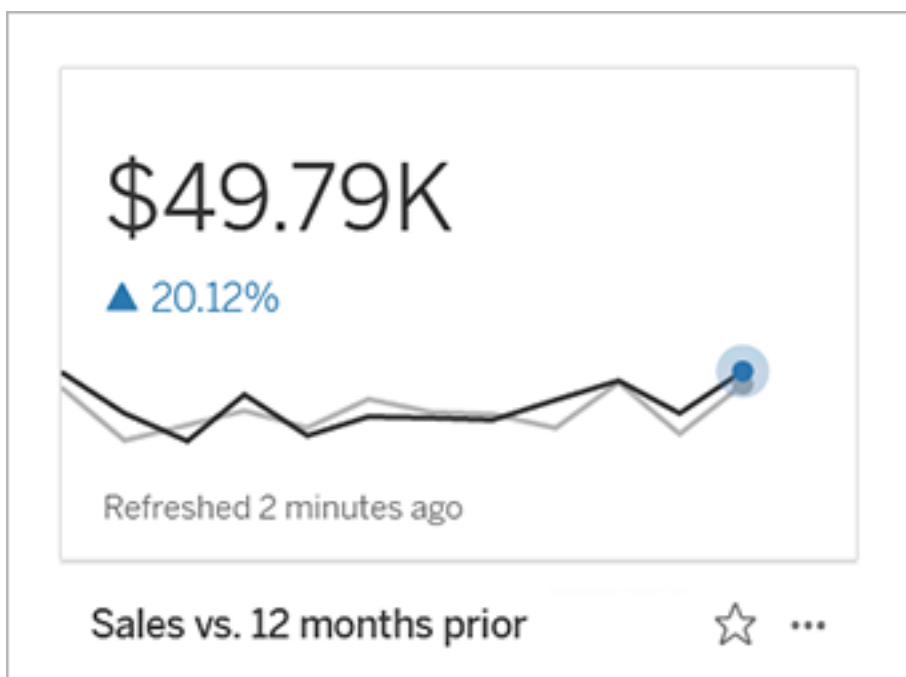 $49.79K
▲ 20.12%
Refreshed 2 minutes ago
Sales vs. 12 months prior